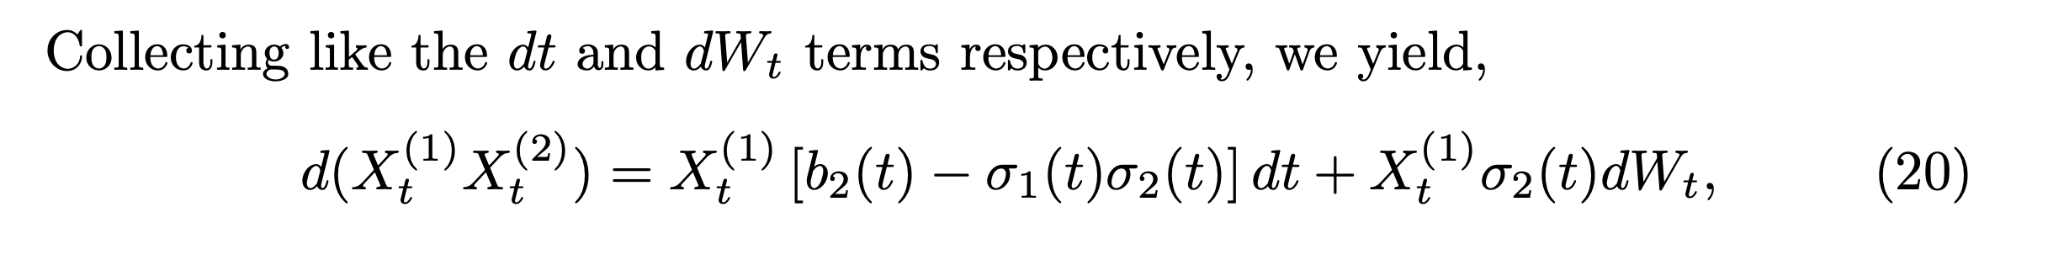 Collecting like the dt and dW_t terms respectively, we yield,
d(X_t^{(1)} X_t^{(2)}) = X_t^{(1)} [b_2(t) − σ_1(t)σ_2(t)] dt + X_t^{(1)} σ_2(t)dW_t, (20)